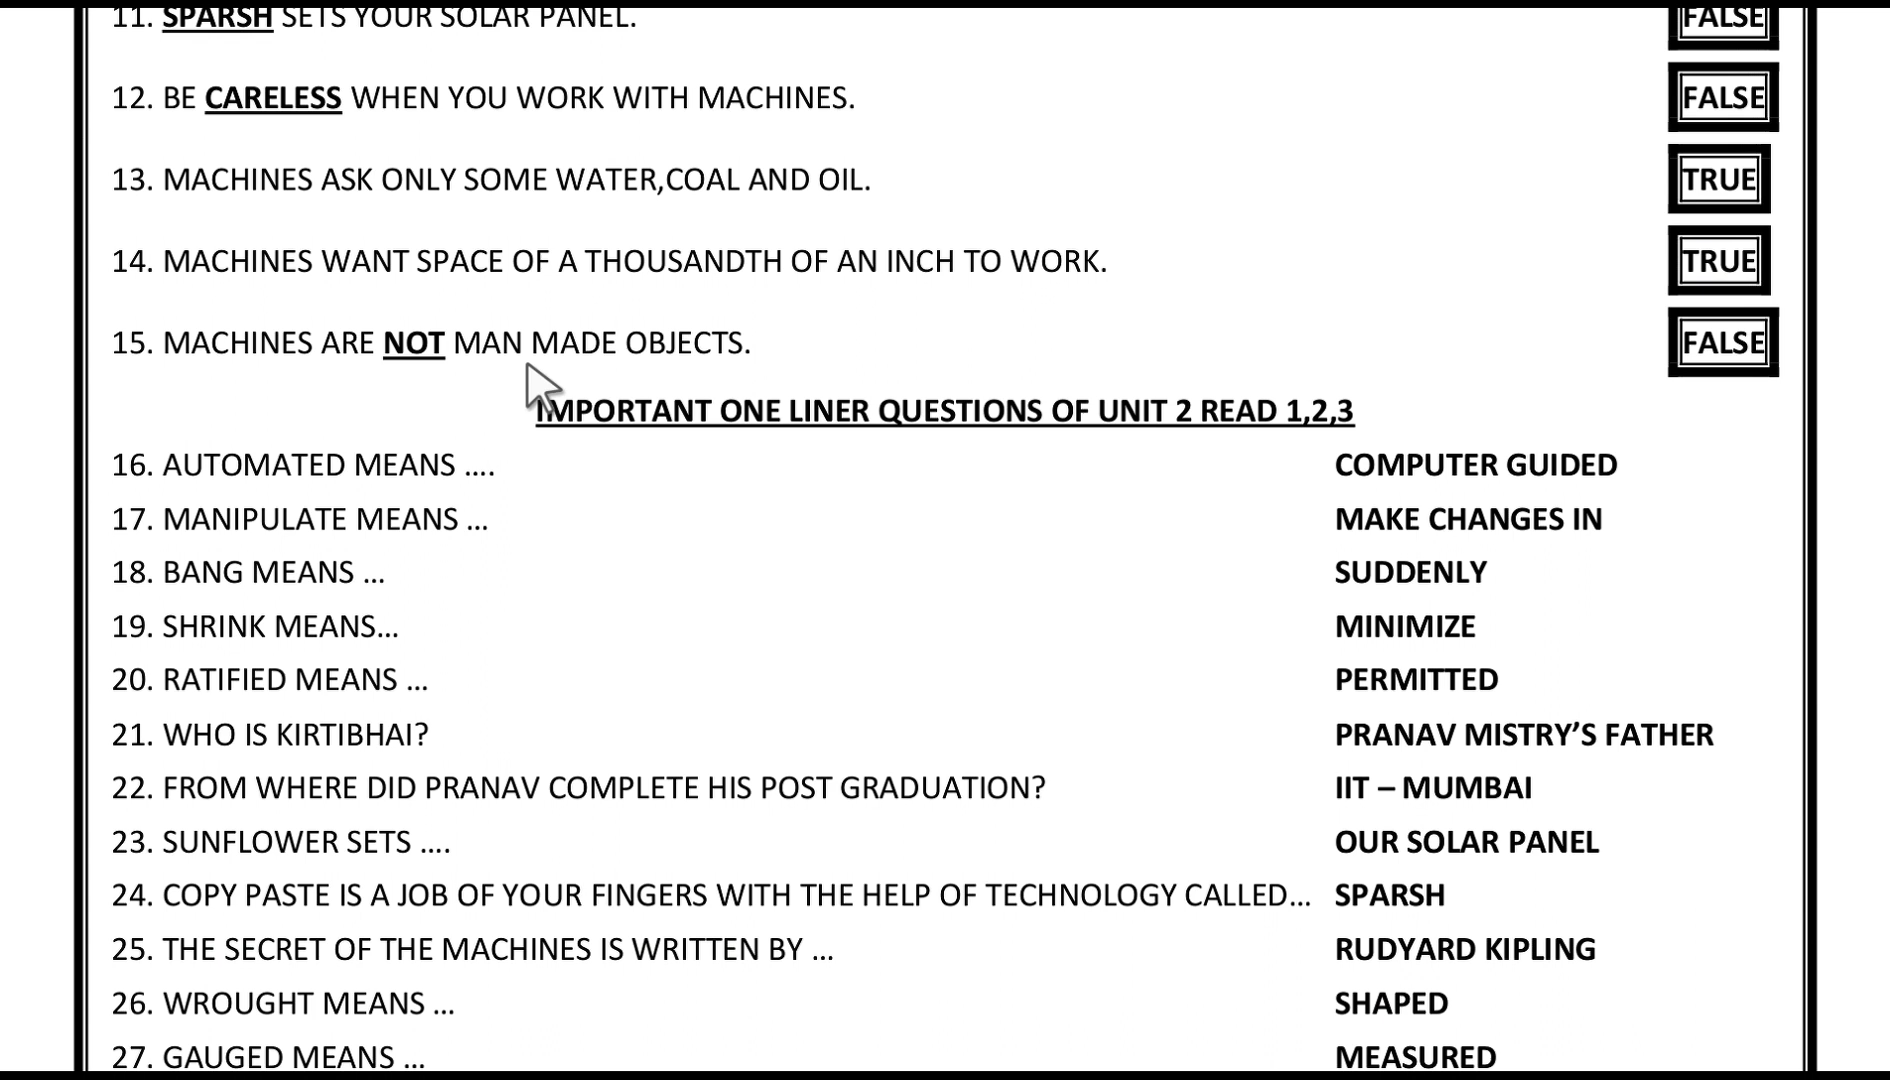 11. SPARSH SETS YOUR SOLAR PANEL. FALSE
12. BE CARELESS WHEN YOU WORK WITH MACHINES. FALSE
13. MACHINES ASK ONLY SOME WATER,COAL AND OIL. TRUE
14. MACHINES WANT SPACE OF A THOUSANDTH OF AN INCH TO WORK. TRUE
15. MACHINES ARE NOT MAN MADE OBJECTS. FALSE
IMPORTANT ONE LINER QUESTIONS OF UNIT 2 READ 1,2,3
16. AUTOMATED MEANS .... COMPUTER GUIDED
17. MANIPULATE MEANS ... MAKE CHANGES IN
18. BANG MEANS ... SUDDENLY
19. SHRINK MEANS... MINIMIZE
20. RATIFIED MEANS ... PERMITTED
21. WHO IS KIRTIBHAI? PRANAV MISTRY’S FATHER
22. FROM WHERE DID PRANAV COMPLETE HIS POST GRADUATION? IIT – MUMBAI
23. SUNFLOWER SETS .... OUR SOLAR PANEL
24. COPY PASTE IS A JOB OF YOUR FINGERS WITH THE HELP OF TECHNOLOGY CALLED... SPARSH
25. THE SECRET OF THE MACHINES IS WRITTEN BY ... RUDYARD KIPLING
26. WROUGHT MEANS ... SHAPED
27. GAUGED MEANS ... MEASURED